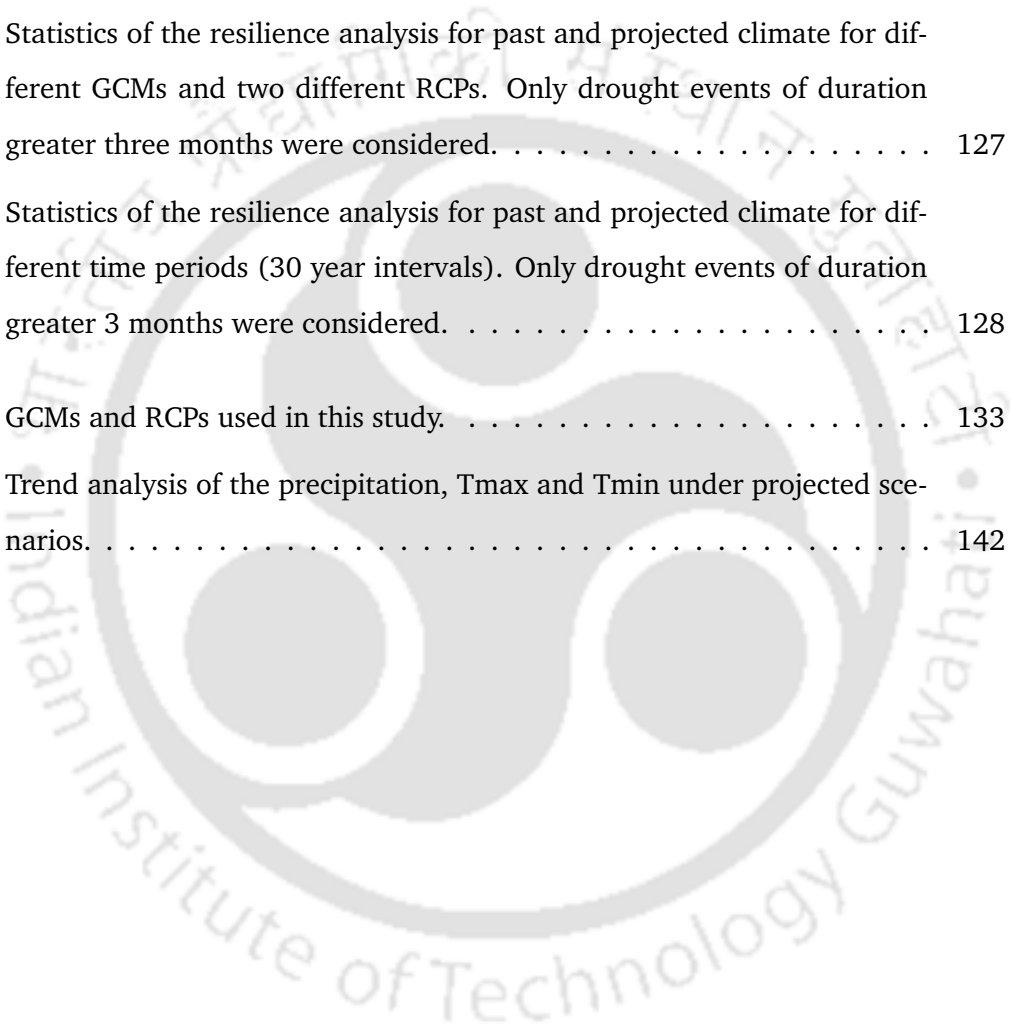 Statistics of the resilience analysis for past and projected climate for dif-
ferent GCMs and two different RCPs. Only drought events of duration
greater three months were considered. . . . . . . . . . . . . . . . . . . . 127
Statistics of the resilience analysis for past and projected climate for dif-
ferent time periods (30 year intervals). Only drought events of duration
greater 3 months were considered. . . . . . . . . . . . . . . . . . . . . . 128
GCMs and RCPs used in this study. . . . . . . . . . . . . . . . . . . . . . 133
Trend analysis of the precipitation, Tmax and Tmin under projected sce-
narios. . . . . . . . . . . . . . . . . . . . . . . . . . . . . . . . . . . . . 142
Indian Institute of Technology Guwahati